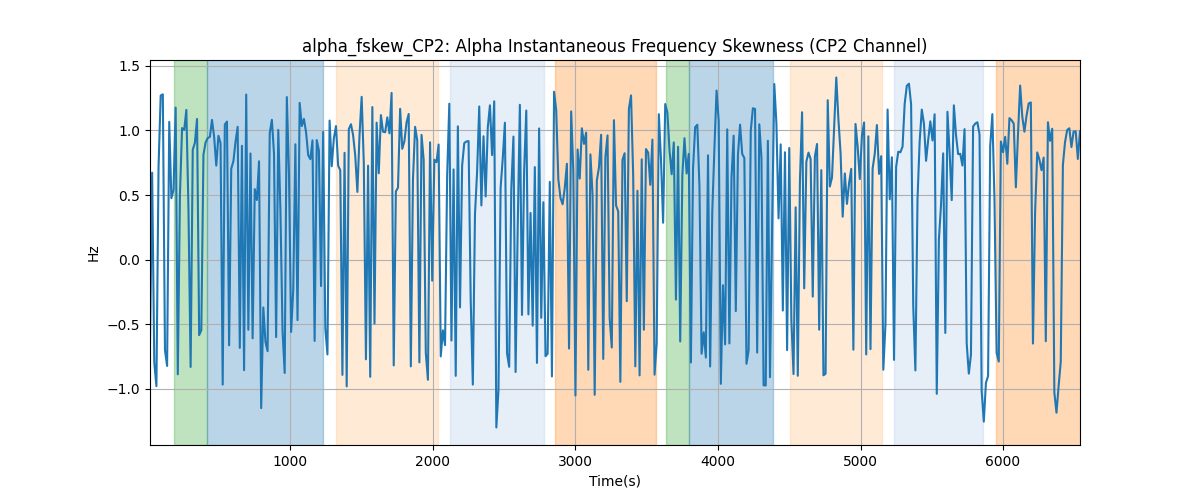 alpha_fskew_CP2: Alpha Instantaneous Frequency Skewness (CP2 Channel)
1.5
1.0
0.5
0.0
−0.5
−1.0
Hz
1000 2000 3000 4000 5000 6000
Time(s)